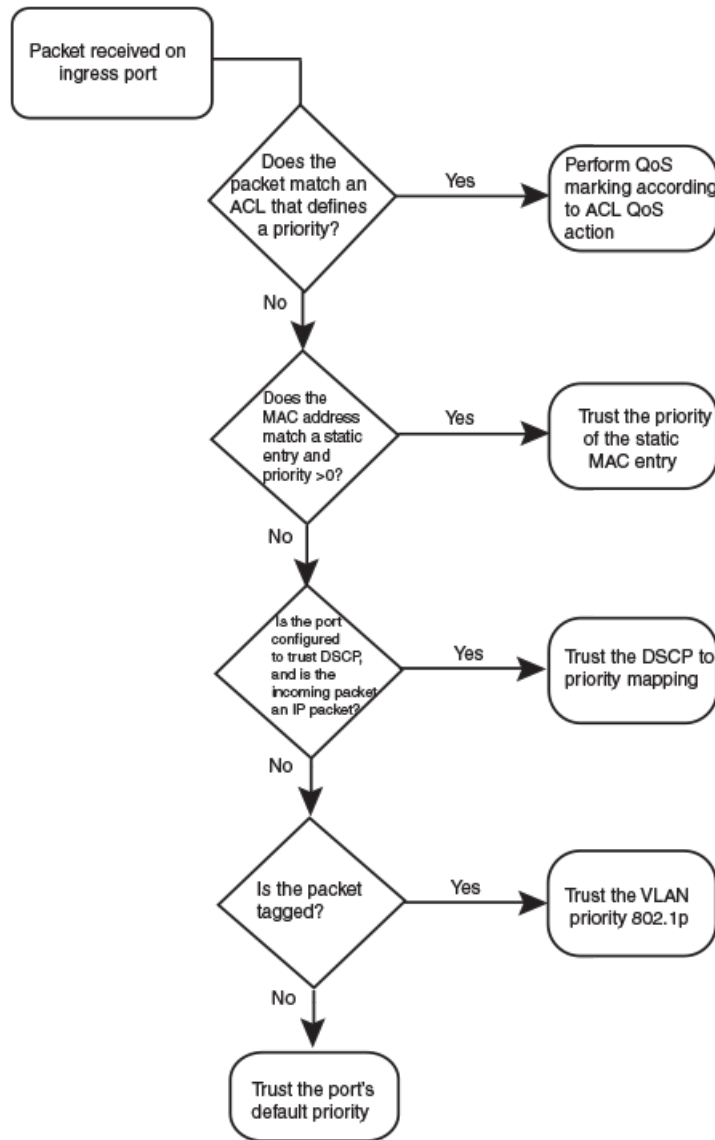 Packet received on
ingress port
Does the
packet match an
ACL that defines
a priority?
Yes
Perform QoS
marking according
to ACL QoS
action
No
Does the
MAC address
match a static
entry and
priority >0?
Yes
Trust the priority
of the static
MAC entry
No
Is the port
configured
to trust DSCP,
and is the
incoming packet
an IP packet?
Yes
Trust the DSCP to
priority mapping
No
Is the packet
tagged?
Yes
Trust the VLAN
priority 802.1p
No
Trust the port's
default priority